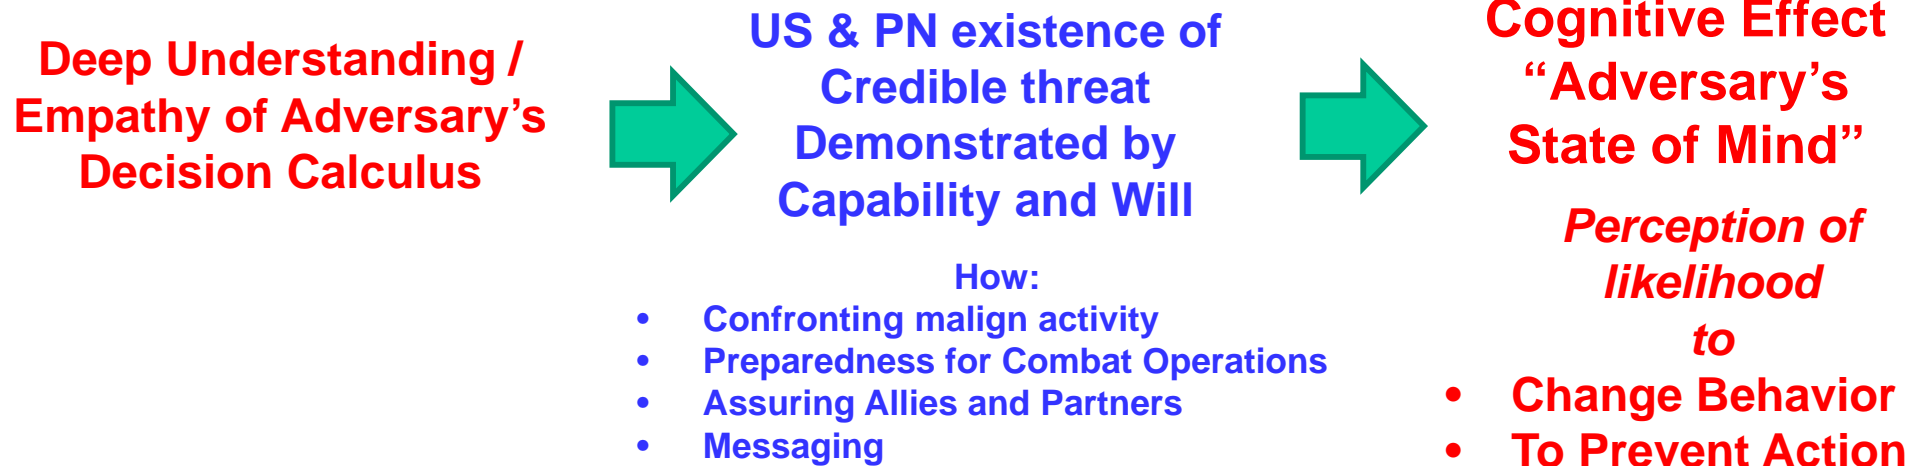 Deep Understanding /
Empathy of Adversary’s
Decision Calculus
US & PN existence of
Credible threat
Demonstrated by
Capability and Will
How:
• Confronting malign activity
• Preparedness for Combat Operations
• Assuring Allies and Partners
• Messaging
Cognitive Effect
“Adversary’s
State of Mind”
Perception of
likelihood
to
• Change Behavior
• To Prevent Action